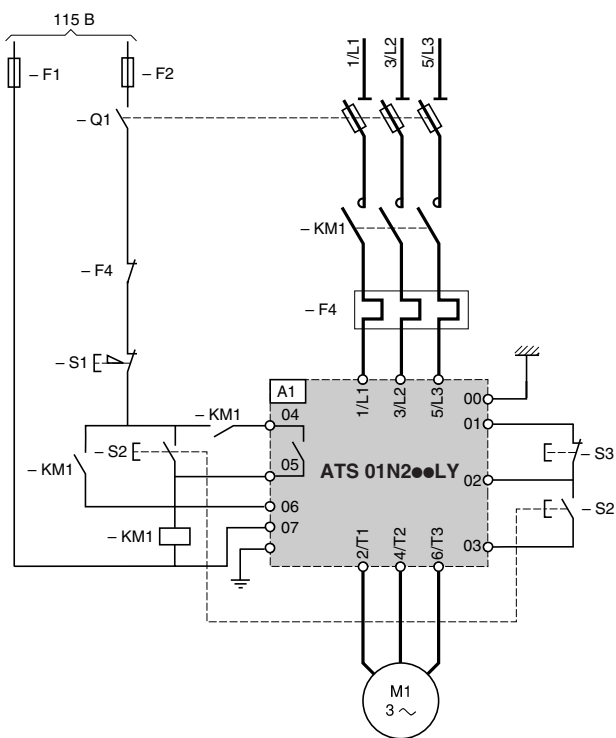 115 B
– F1
– F2
– Q1
1/L1
3/L2
5/L3
– KM1
– F4
– F4
– S1
A1
1/L1
3/L2
5/L3
00
– KM1
04
01
– S2
– KM1
05
ATS 01N2●●LY
– S3
02
06
– S2
07
– KM1
2/T1
4/T2
6/T3
03
M1
3 ~